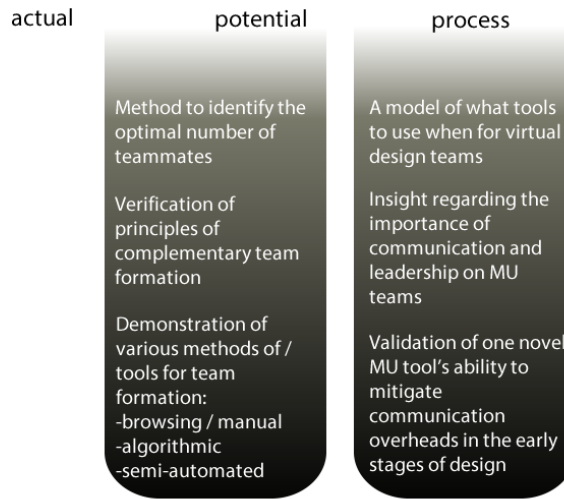 actual
potential
process
Method to identify the
optimal number of
teammates
Verification of
principles of
complementary team
formation
Demonstration of
various methods of /
tools for team
formation:
-browsing / manual
-algorithmic
-semi-automated
A model of what tools
to use when for virtual
design teams
Insight regarding the
importance of
communication and
leadership on MU
teams
Validation of one novel
MU tool's ability to
mitigate
communication
overheads in the early
stages of design